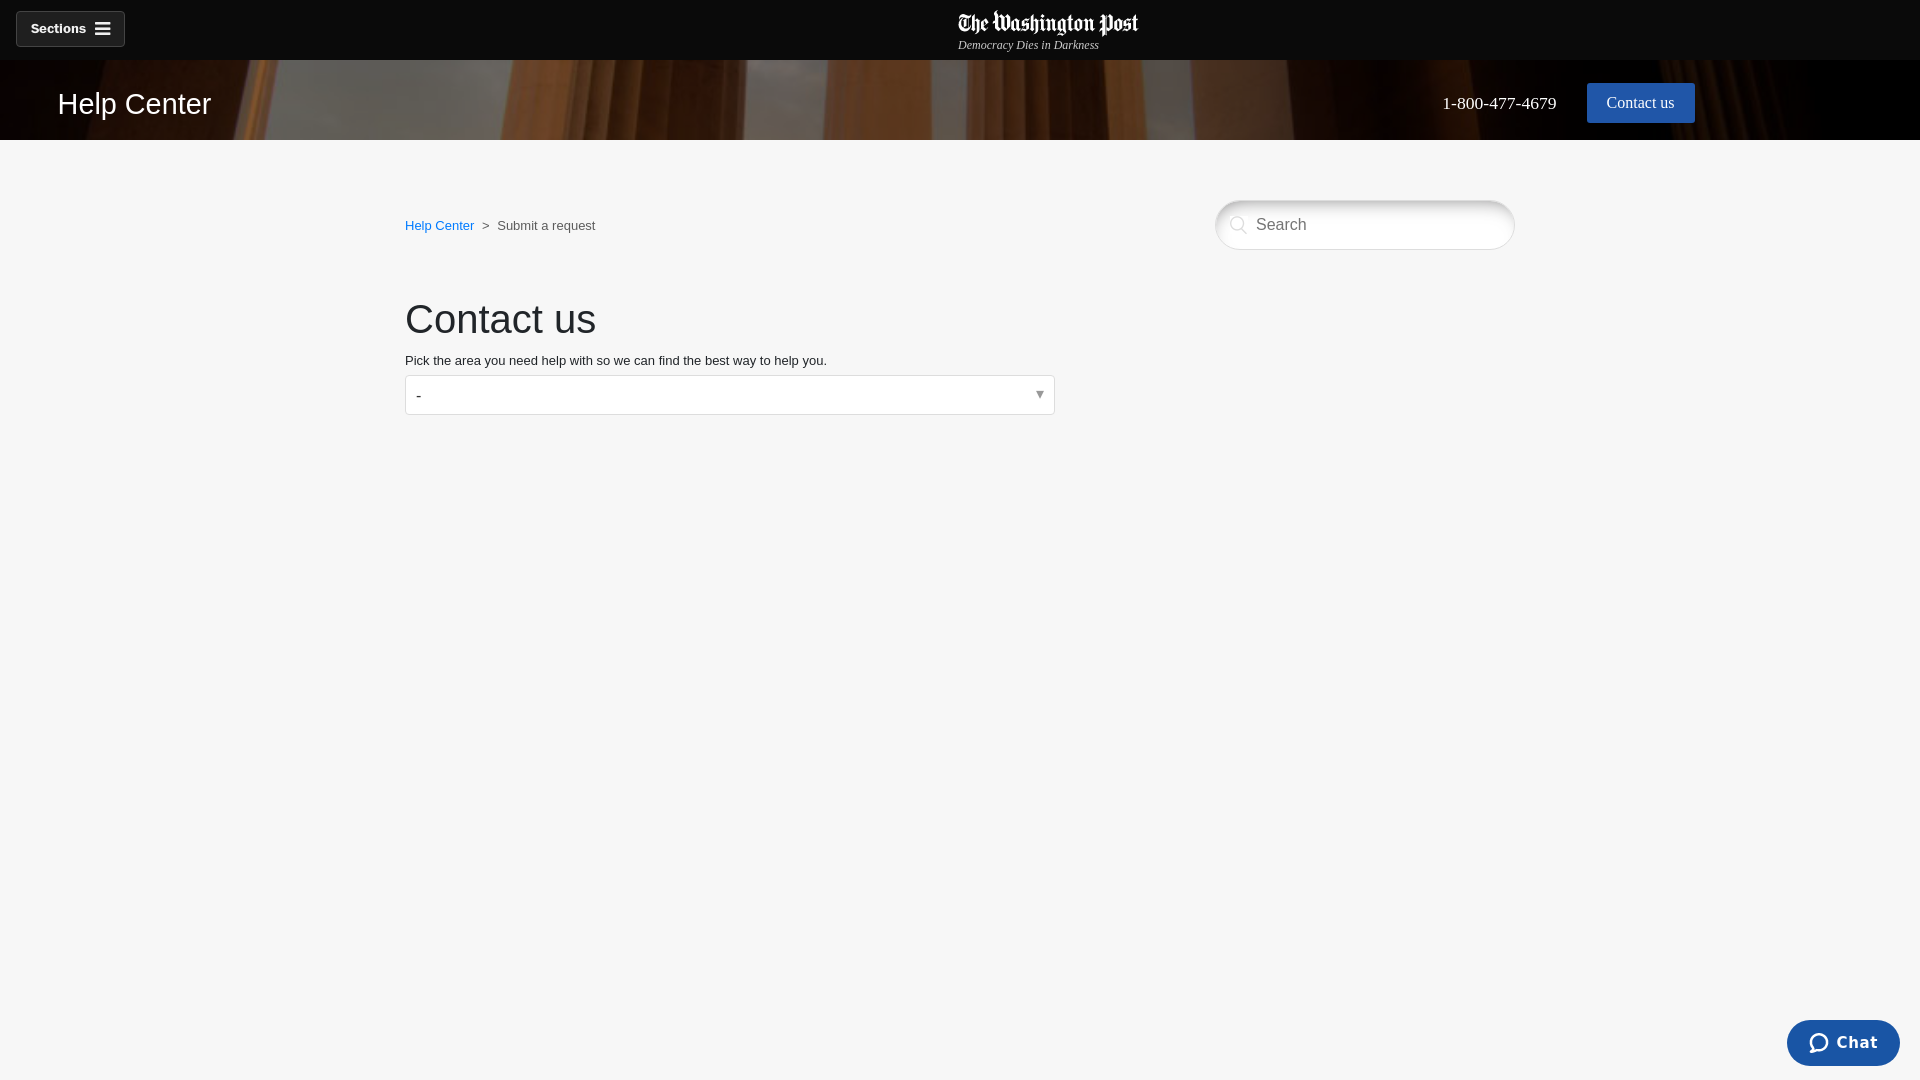 Sections
The Washington Post
Democracy Dies in Darkness
Help Center
1-800-477-4679
Contact us
Help Center > Submit a request
Search
Contact us
Pick the area you need help with so we can find the best way to help you.
-
Chat